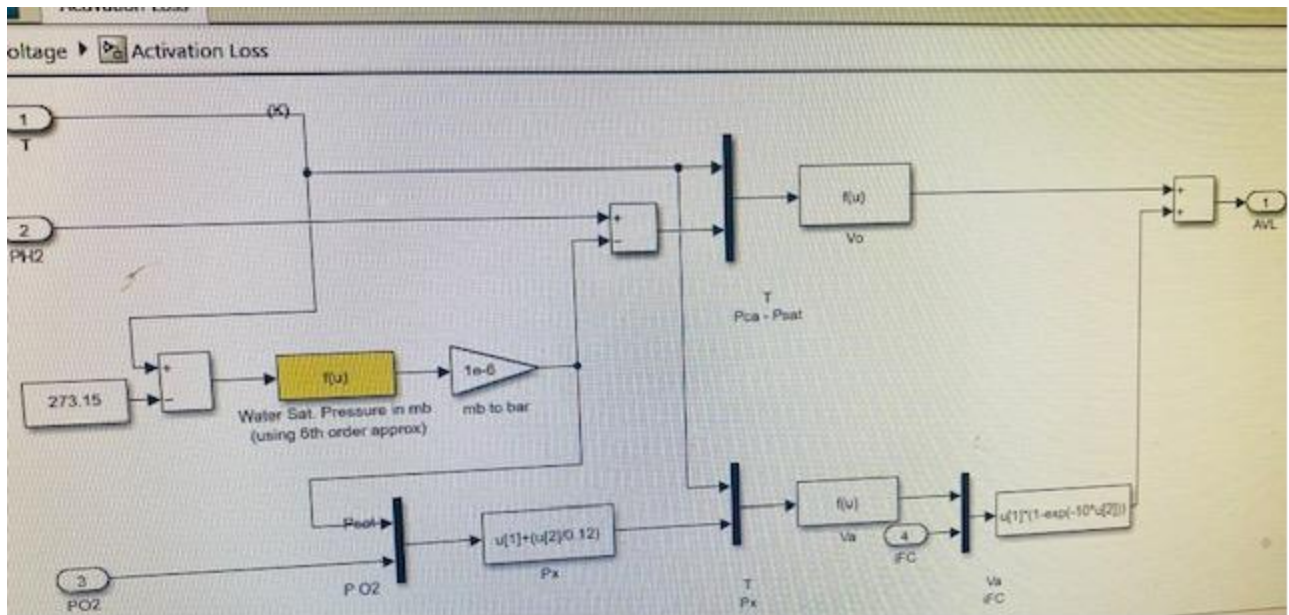 Activation Loss
oltage Activation Loss
1
T
(K)
2
PH2
+
-
f(u)
Vo
+
+
1
AVL
T
Pca - Psat
273.15
+
-
f(u)
Water Sat. Pressure in mb
(using 6th order approx)
1e-6
mb to bar
Psat
3
PO2
P O2
u[1]+(u[2]/0.12)
Px
T
Px
f(u)
Va
4
iFC
Va
iFC
u[1]*(1-exp(-10*u[2]))